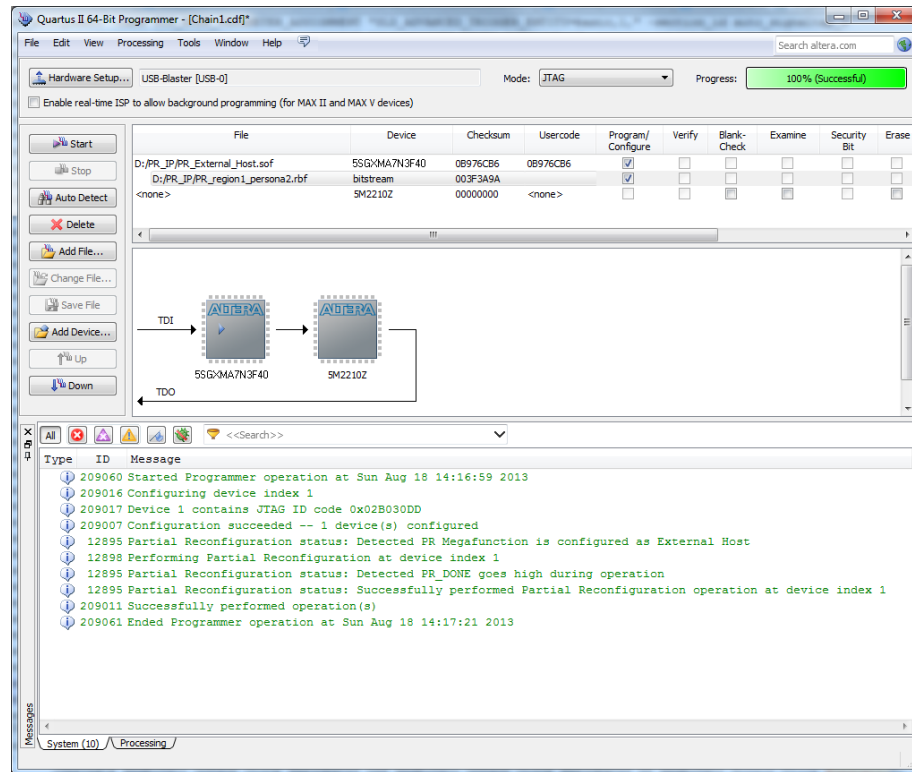 Quartus II 64-Bit Programmer - [Chain1.cdf]*
File Edit View Processing Tools Window Help
Search altera.com
Hardware Setup... USB-Blaster [USB-0] Mode: JTAG Progress: 100% (Successful)
Enable real-time ISP to allow background programming (for MAX II and MAX V devices)
Start
Stop
Auto Detect
Delete
Add File...
Change File...
Save File
Add Device...
Up
Down
File Device Checksum Usercode Program/ Configure Verify Blank- Check Examine Security Bit Erase
D:/PR_IP/PR_External_Host.sof 5SGXMA7N3F40 0B976CB6 0B976CB6
D:/PR_IP/PR_region1_persona2.rbf bitstream 003F3A9A
<none> 5M2210Z 00000000 <none>
TDI
ALTERA ALTERA
5SGXMA7N3F40 5M2210Z
TDO
All <<Search>>
Type ID Message
209060 Started Programmer operation at Sun Aug 18 14:16:59 2013
209016 Configuring device index 1
209017 Device 1 contains JTAG ID code 0x02B030DD
209007 Configuration succeeded -- 1 device(s) configured
12895 Partial Reconfiguration status: Detected PR Megafunction is configured as External Host
12898 Performing Partial Reconfiguration at device index 1
12895 Partial Reconfiguration status: Detected PR_DONE goes high during operation
12895 Partial Reconfiguration status: Successfully performed Partial Reconfiguration operation at device index 1
209011 Successfully performed operation(s)
209061 Ended Programmer operation at Sun Aug 18 14:17:21 2013
Messages
System (10) Processing